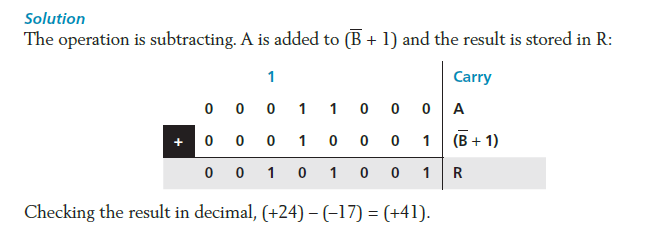 Solution
The operation is subtracting. A is added to (B̅ + 1) and the result is stored in R:
1 Carry
0 0 0 1 1 0 0 0 A
+ 0 0 0 1 0 0 0 1 (B̅ + 1)
0 0 1 0 1 0 0 1 R
Checking the result in decimal, (+24) – (–17) = (+41).